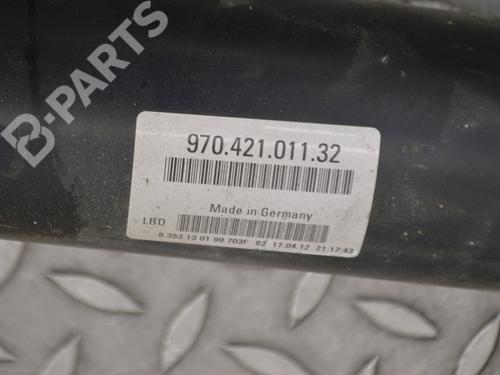 B-PARTS
970.421.011.32
Made in Germany
LBO
6 353 13 01 99 703F 82 17.04.12 21:17:43
B-PARTS